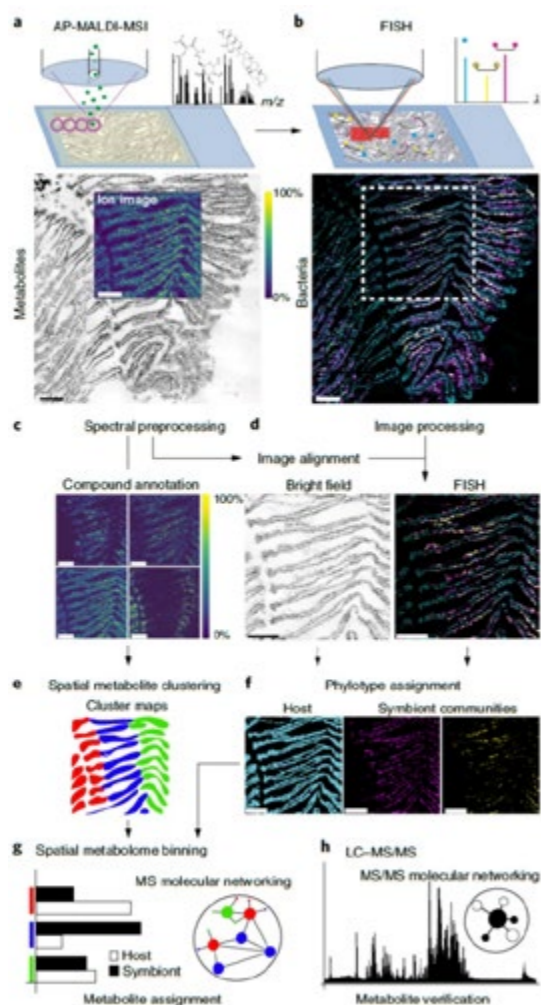 a
AP-MALDI-MSI
m/z
b
FISH
Metabolites
Ion image
100%
0%
Bacteria
c
Spectral preprocessing
d
Image processing
Image alignment
Compound annotation
100%
0%
Bright field
FISH
e
Spatial metabolite clustering
Cluster maps
f
Phylotype assignment
Host
Symbiont communities
g
Spatial metabolome binning
MS molecular networking
Host
Symbiont
Metabolite assignment
h
LC–MS/MS
MS/MS molecular networking
Metabolite verification